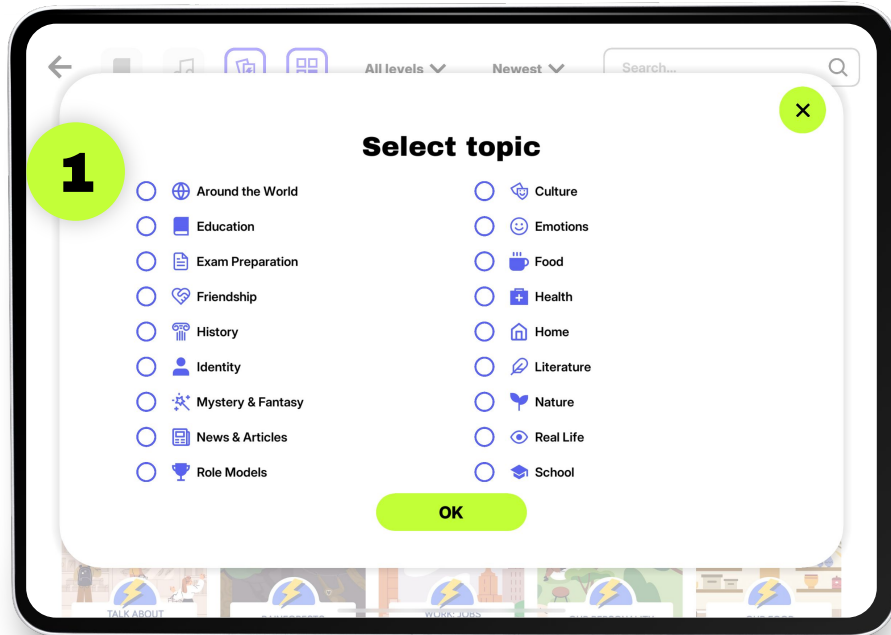 All levels
Newest
Search...
1
Select topic
Around the World
Education
Exam Preparation
Friendship
History
Identity
Mystery & Fantasy
News & Articles
Role Models
Culture
Emotions
Food
Health
Home
Literature
Nature
Real Life
School
OK
TALK ABOUT
WORK: JOBS